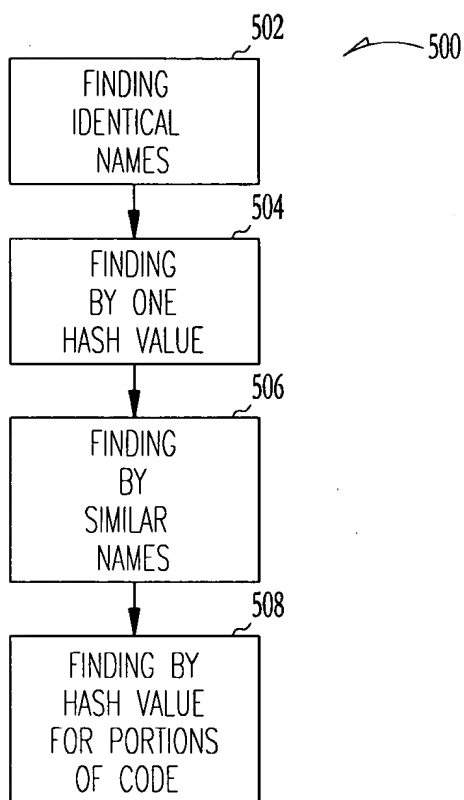 502
500
FINDING
IDENTICAL
NAMES
504
FINDING
BY ONE
HASH VALUE
506
FINDING
BY
SIMILAR
NAMES
508
FINDING BY
HASH VALUE
FOR PORTIONS
OF CODE